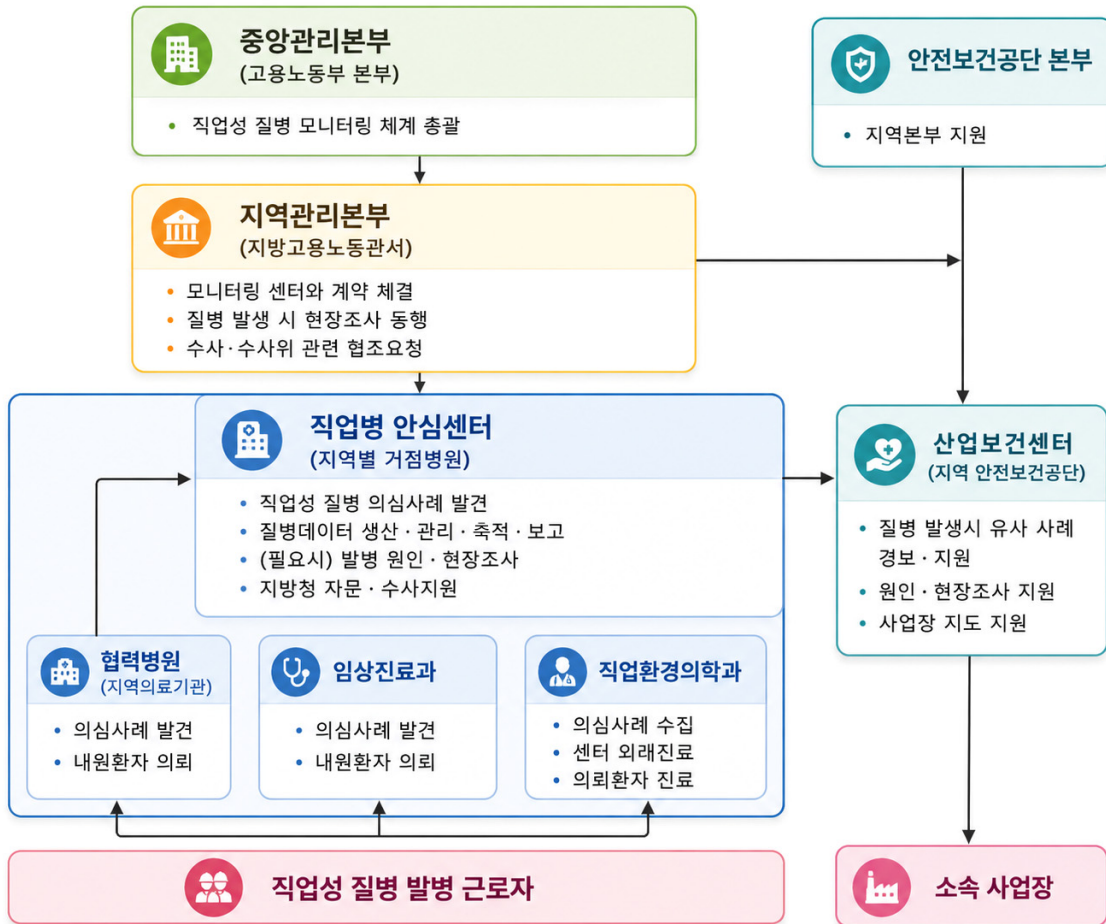 중앙관리본부
(고용노동부 본부)
• 직업성 질병 모니터링 체계 총괄
안전보건공단 본부
• 지역본부 지원
지역관리본부
(지방고용노동관서)
• 모니터링 센터와 계약 체결
• 질병 발생 시 현장조사 동행
• 수사·수사위 관련 협조요청
직업병 안심센터
(지역별 거점병원)
• 직업성 질병 의심사례 발견
• 질병데이터 생산·관리·축적·보고
• (필요시) 발병 원인·현장조사
• 지방청 자문·수사지원
산업보건센터
(지역 안전보건공단)
• 질병 발생시 유사 사례
경보·지원
• 원인·현장조사 지원
• 사업장 지도 지원
협력병원
(지역의료기관)
• 의심사례 발견
• 내원환자 의뢰
임상진료과
• 의심사례 발견
• 내원환자 의뢰
직업환경의학과
• 의심사례 수집
• 센터 외래진료
• 의뢰환자 진료
직업성 질병 발병 근로자
소속 사업장